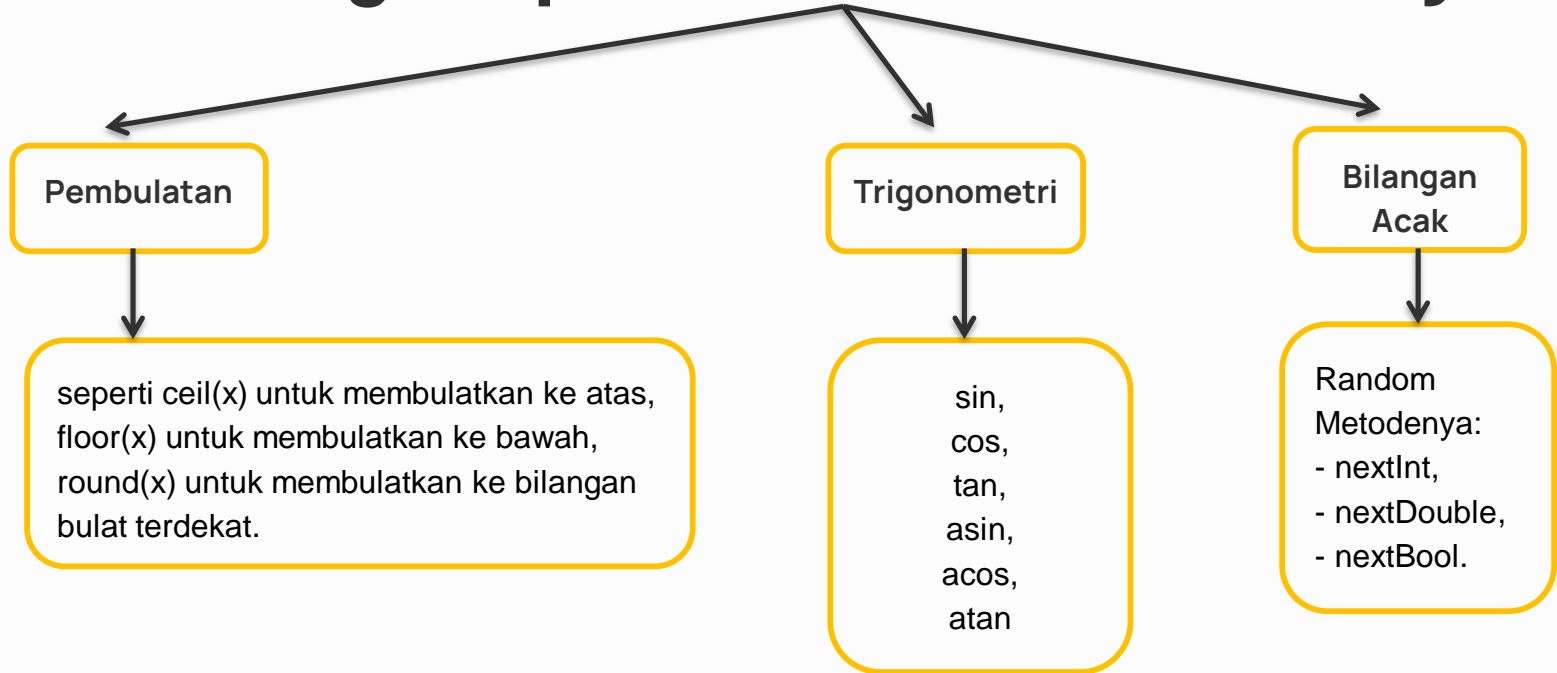 Pembulatan
seperti ceil(x) untuk membulatkan ke atas,
floor(x) untuk membulatkan ke bawah,
round(x) untuk membulatkan ke bilangan
bulat terdekat.
Trigonometri
sin,
cos,
tan,
asin,
acos,
atan
Bilangan
Acak
Random
Metodenya:
- nextInt,
- nextDouble,
- nextBool.